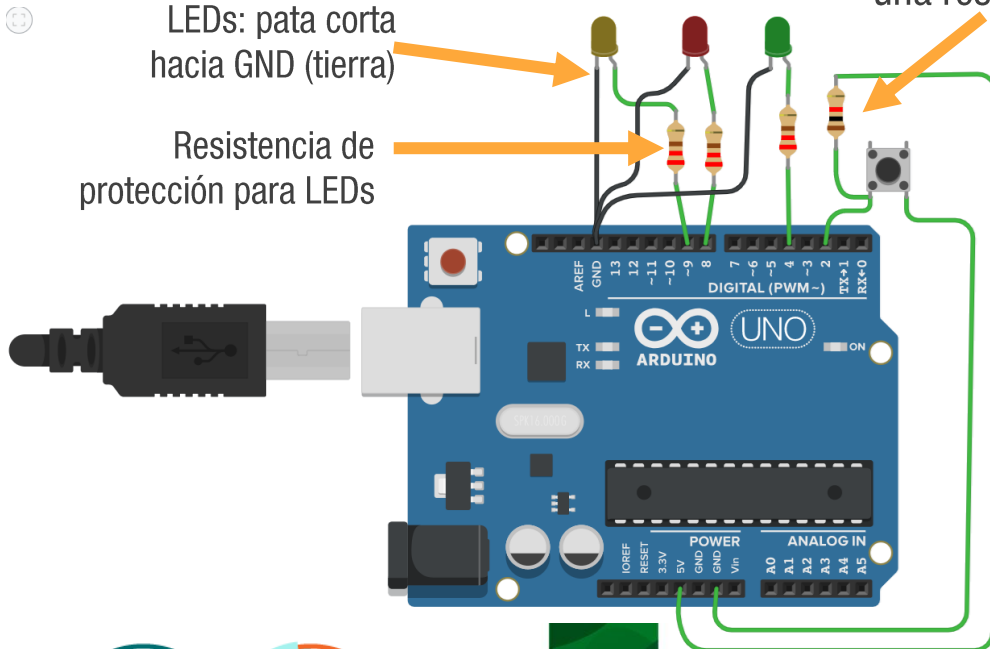 LEDs: pata corta
hacia GND (tierra)
Resistencia de
protección para LEDs
una
AREF
GND
13
12
~11
~10
~9
8
7
~6
~5
4
~3
2
TX→1
RX←0
DIGITAL (PWM ~)
L
TX
RX
ARDUINO
UNO
ON
POWER
ANALOG IN
IOREF
RESET
3.3V
5V
GND
GND
Vin
A0
A1
A2
A3
A4
A5